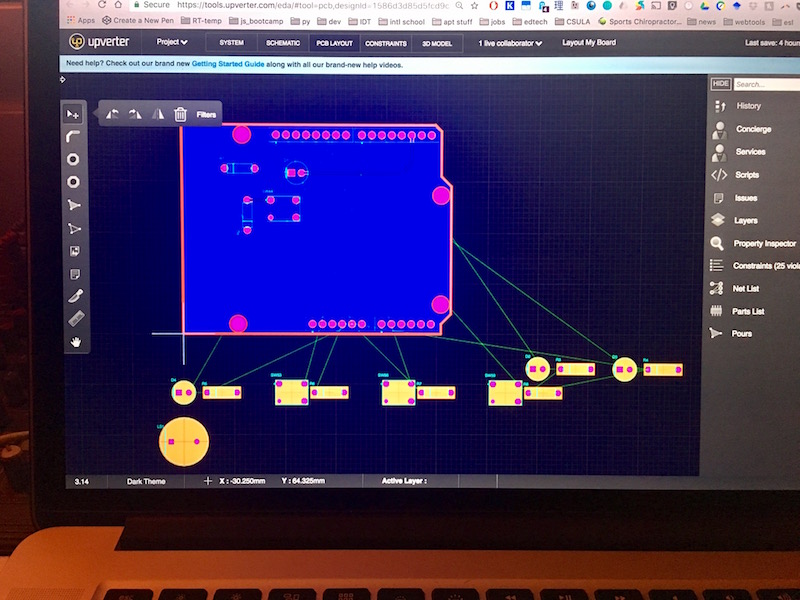 Secure https://tools.upverter.com/eda/#tool=pcb,designId=1586d3d85d5fcd9c
Apps Create a New Pen RT-temp js_bootcamp py dev IDT intl school apt stuff jobs edtech CSULA Sports Chiropractor... news webtools esl
upverter Project SYSTEM SCHEMATIC PCB LAYOUT CONSTRAINTS 3D MODEL 1 live collaborator Layout My Board Last save: 4 hours
Need help? Check out our brand new Getting Started Guide along with all our brand-new help videos.
HIDE Search...
Filters
History
Concierge
Services
Scripts
Issues
Layers
Property Inspector
Constraints (25 viola
Net List
Parts List
Pours
3.14 Dark Theme X : -30.250mm Y : 64.325mm Active Layer :
esc